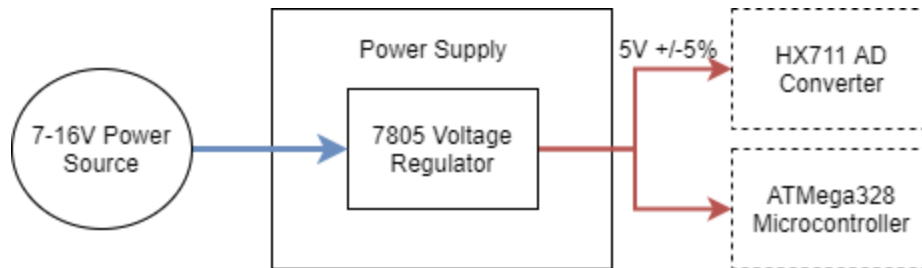 7-16V Power
Source
Power Supply
7805 Voltage
Regulator
5V +/-5%
HX711 AD
Converter
ATMega328
Microcontroller